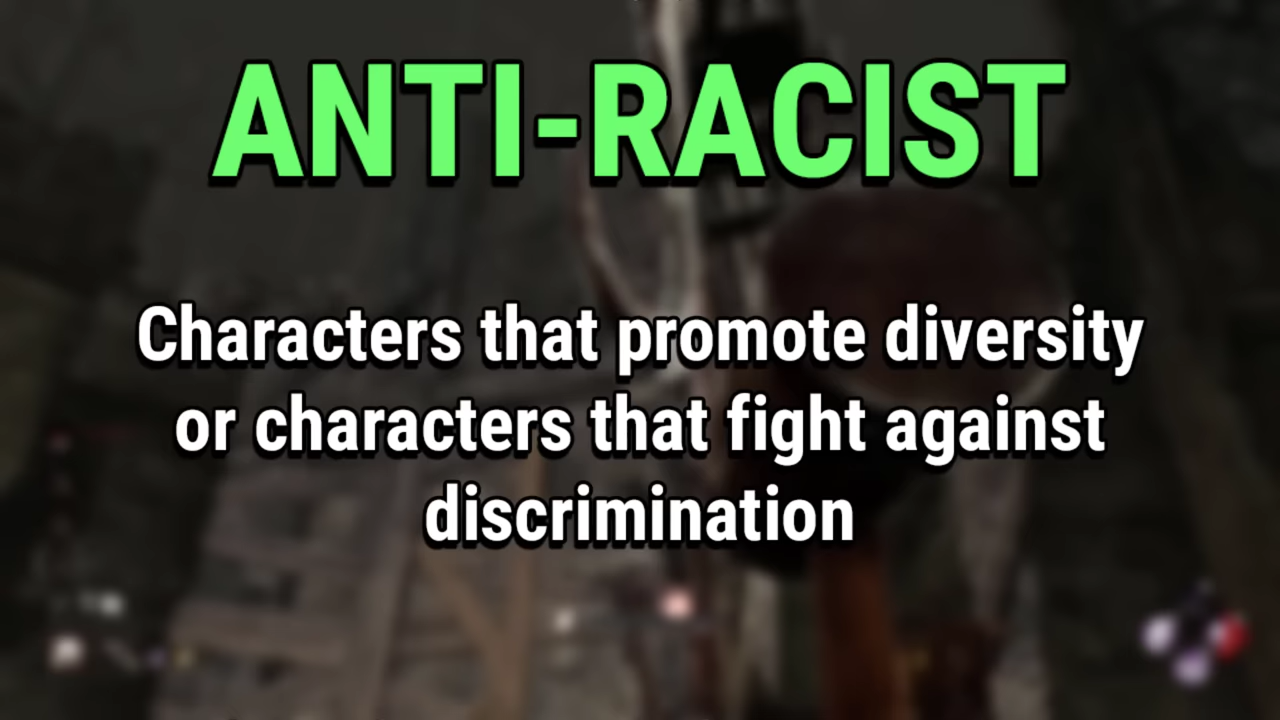 ANTI-RACIST
Characters that promote diversity
or characters that fight against
discrimination